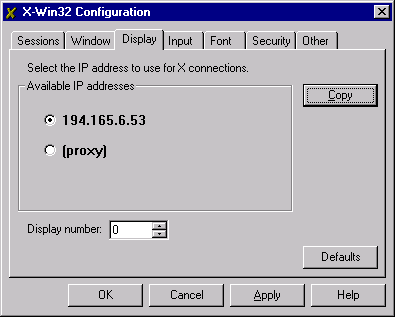 X-Win32 Configuration
Sessions Window Display Input Font Security Other
Select the IP address to use for X connections.
Available IP addresses
Copy
194.165.6.53
(proxy)
Display number: 0
Defaults
OK Cancel Apply Help